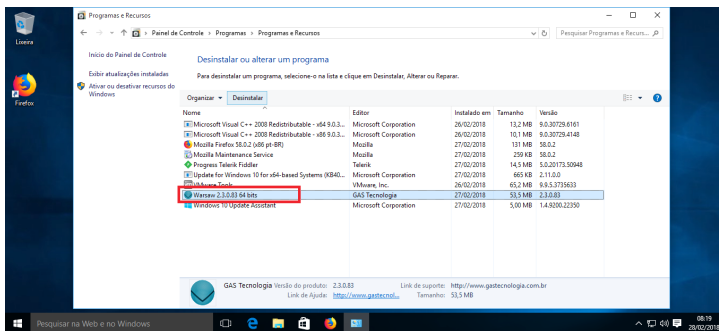 Lixeira
Firefox
Programas e Recursos
Painel de Controle > Programas > Programas e Recursos
Pesquisar Programas e Recurs...
Início do Painel de Controle
Exibir atualizações instaladas
Ativar ou desativar recursos do
Windows
Desinstalar ou alterar um programa
Para desinstalar um programa, selecione-o na lista e clique em Desinstalar, Alterar ou Reparar.
Organizar Desinstalar
Nome Editor Instalado em Tamanho Versão
Microsoft Visual C++ 2008 Redistributable - x64 9.0.3... Microsoft Corporation 26/02/2018 13,2 MB 9.0.30729.6161
Microsoft Visual C++ 2008 Redistributable - x86 9.0.3... Microsoft Corporation 26/02/2018 10,1 MB 9.0.30729.4148
Mozilla Firefox 58.0.2 (x86 pt-BR) Mozilla 27/02/2018 131 MB 58.0.2
Mozilla Maintenance Service Mozilla 27/02/2018 259 KB 58.0.2
Progress Telerik Fiddler Telerik 27/02/2018 14,5 MB 5.0.20173.50948
Update for Windows 10 for x64-based Systems (KB40... Microsoft Corporation 27/02/2018 665 KB 2.11.0.0
VMware Tools VMware, Inc. 26/02/2018 65,2 MB 9.9.5.3735633
Warsaw 2.3.0.83 64 bits GAS Tecnologia 27/02/2018 53,5 MB 2.3.0.83
Windows 10 Update Assistant Microsoft Corporation 27/02/2018 5,00 MB 1.4.9200.22350
GAS Tecnologia Versão do produto: 2.3.0.83 Link de suporte: http://www.gastecnologia.com.br
Link de Ajuda: http://www.gastecnol... Tamanho: 53,5 MB
Pesquisar na Web e no Windows
08:19
28/02/2018